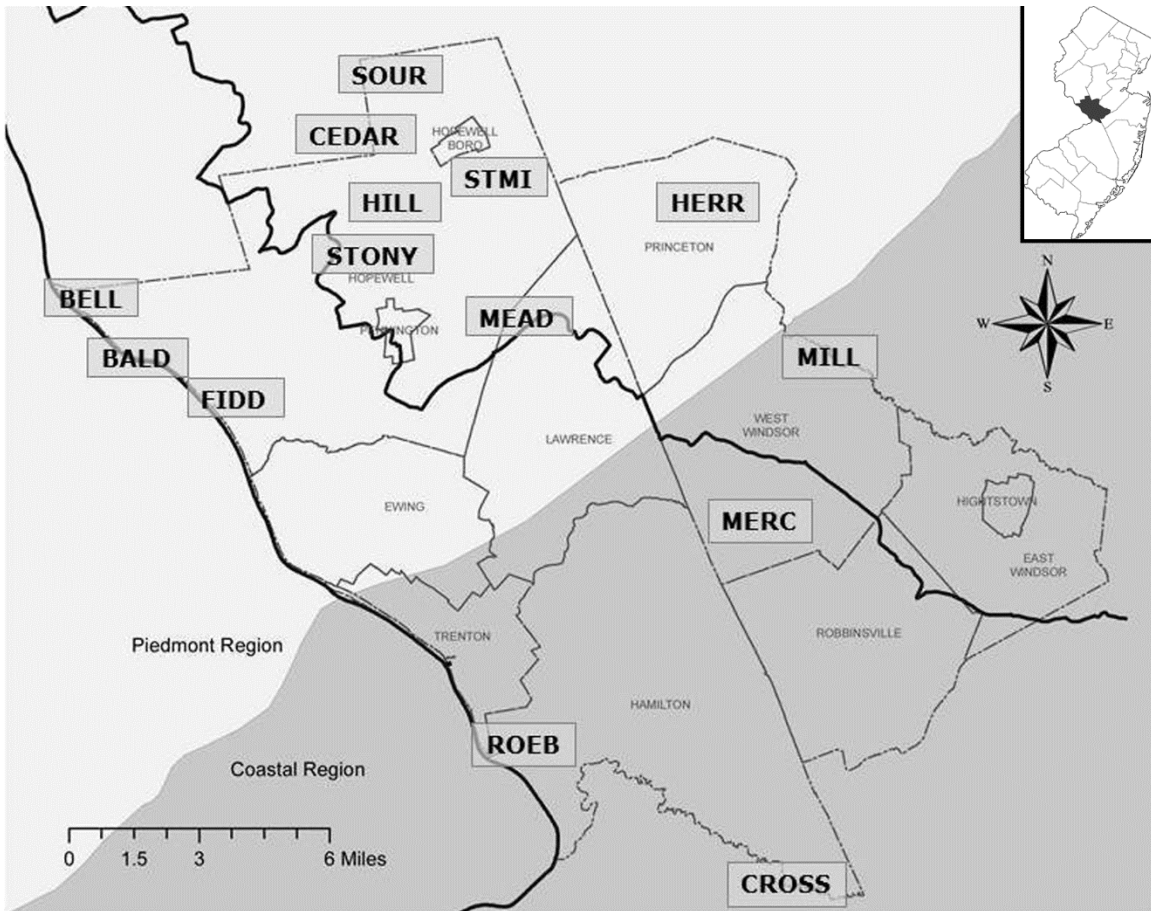 SOUR
CEDAR
HOPEWELL
BORO
STMI
HILL
HERR
STONY
HOPEWELL
PRINCETON
BELL
MEAD
PENNINGTON
BALD
MILL
FIDD
WEST
WINDSOR
LAWRENCE
EWING
HIGHTSTOWN
MERC
EAST
WINDSOR
TRENTON
ROBBINSVILLE
Piedmont Region
HAMILTON
ROEB
Coastal Region
0 1.5 3 6 Miles
CROSS
N
W E
S